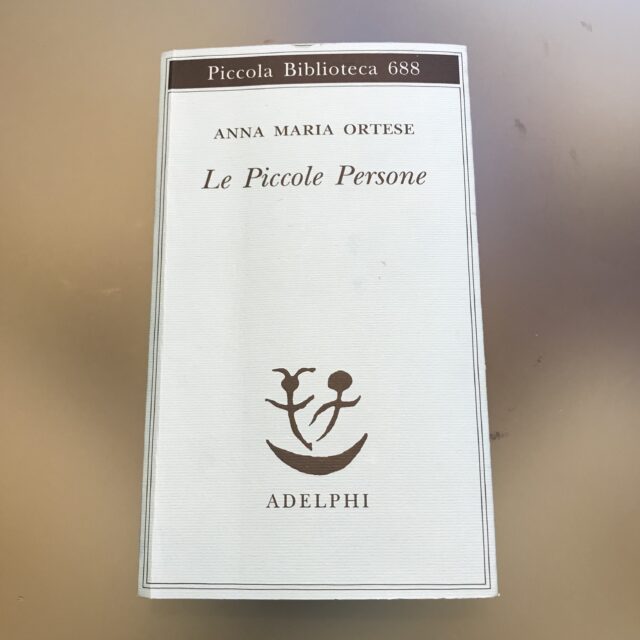 Piccola Biblioteca 688
ANNA MARIA ORTESE
Le Piccole Persone
ADELPHI